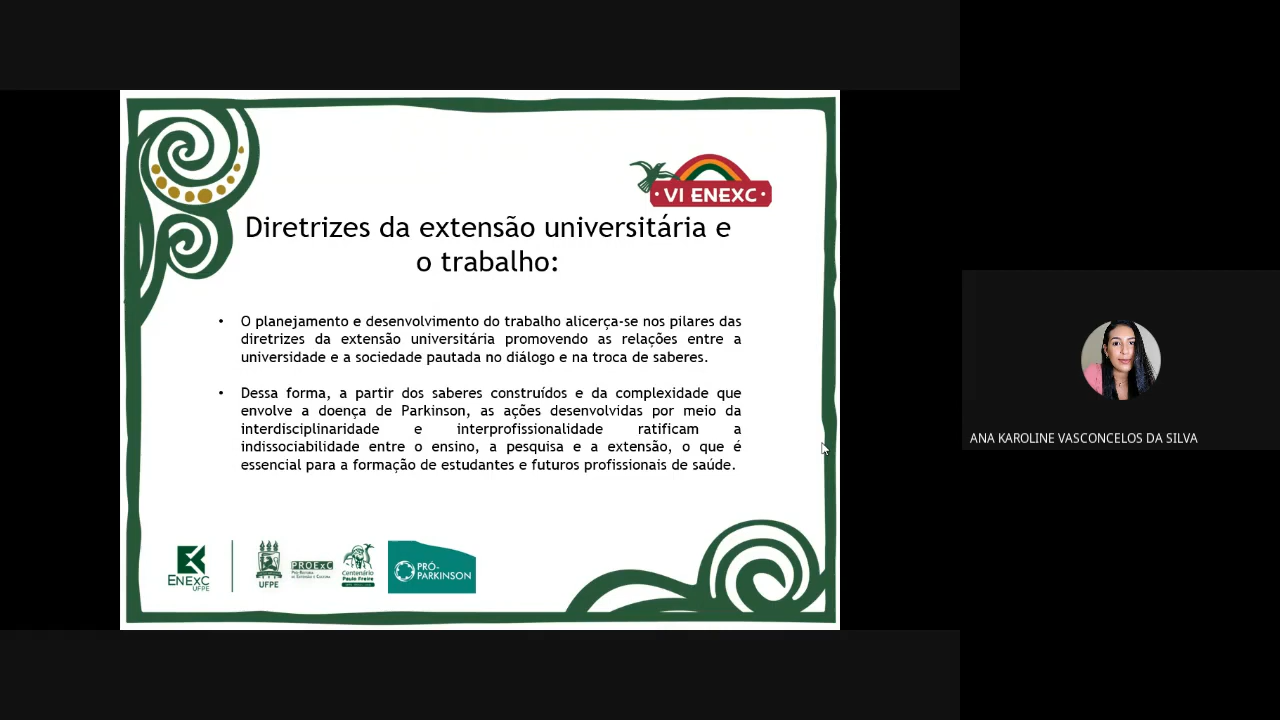 • VI ENEXC •
Diretrizes da extensão universitária e
o trabalho:
• O planejamento e desenvolvimento do trabalho alicerça-se nos pilares das
diretrizes da extensão universitária promovendo as relações entre a
universidade e a sociedade pautada no diálogo e na troca de saberes.
• Dessa forma, a partir dos saberes construídos e da complexidade que
envolve a doença de Parkinson, as ações desenvolvidas por meio da
interdisciplinaridade e interprofissionalidade ratificam a
indissociabilidade entre o ensino, a pesquisa e a extensão, o que é
essencial para a formação de estudantes e futuros profissionais de saúde.
ANA KAROLINE VASCONCELOS DA SILVA
ENEXC
UFPE
UFPE
PROExC
Centenário
Paulo Freire
PRÓ-
PARKINSON